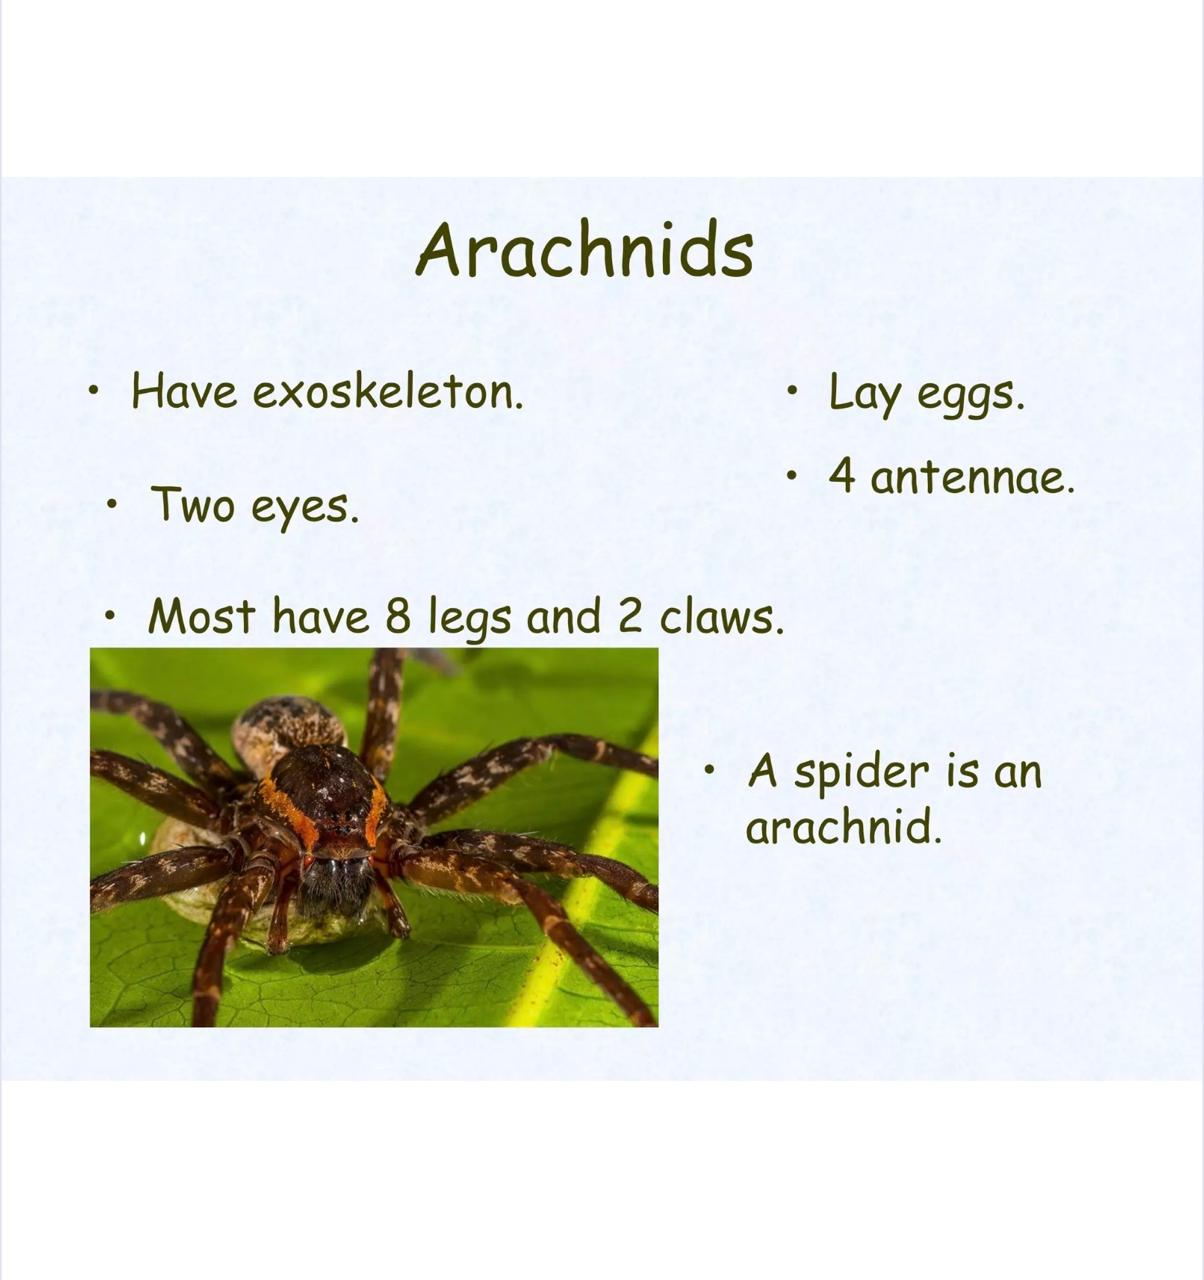 Arachnids
• Have exoskeleton.
• Two eyes.
• Most have 8 legs and 2 claws.
• Lay eggs.
• 4 antennae.
• A spider is an
arachnid.